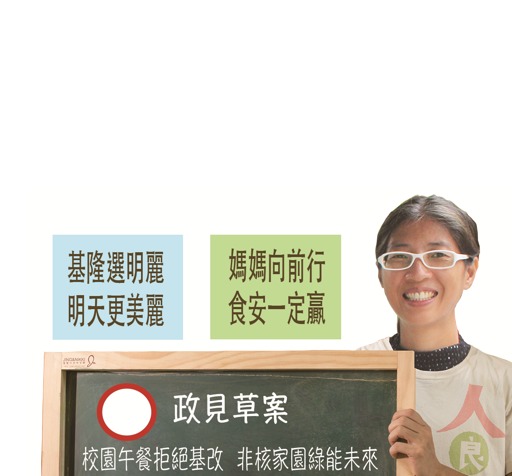 基隆選明麗
明天更美麗
媽媽向前行
食安一定贏
政見草案
校園午餐拒絕基改 非核家園綠能未來
人
良